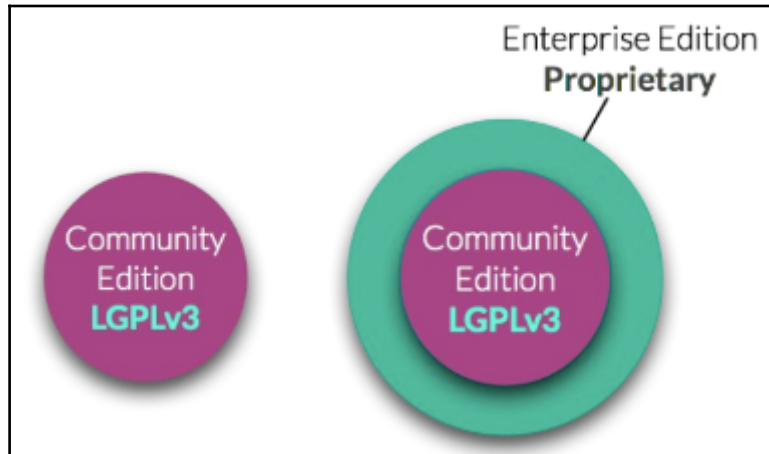 Enterprise Edition
Proprietary
Community
Edition
LGPLv3
Community
Edition
LGPLv3